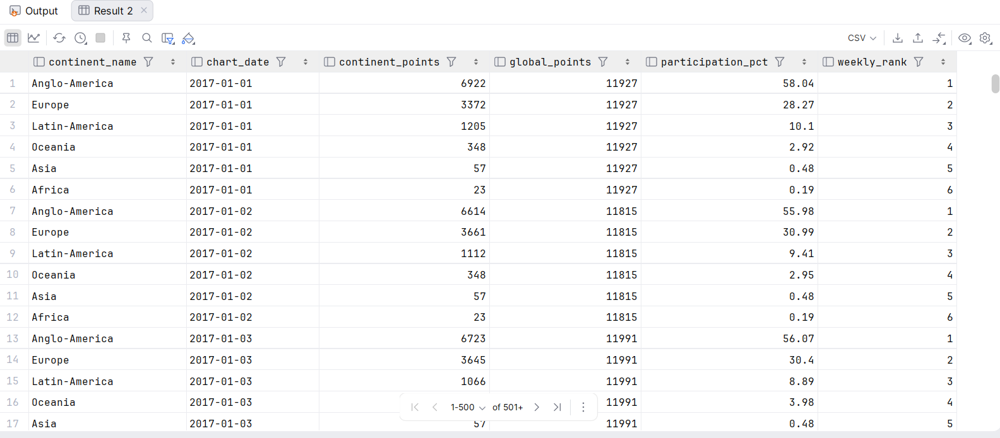 Output Result 2
CSV
continent_name chart_date continent_points global_points participation_pct weekly_rank
1 Anglo-America 2017-01-01 6922 11927 58.04 1
2 Europe 2017-01-01 3372 11927 28.27 2
3 Latin-America 2017-01-01 1205 11927 10.1 3
4 Oceania 2017-01-01 348 11927 2.92 4
5 Asia 2017-01-01 57 11927 0.48 5
6 Africa 2017-01-01 23 11927 0.19 6
7 Anglo-America 2017-01-02 6614 11815 55.98 1
8 Europe 2017-01-02 3661 11815 30.99 2
9 Latin-America 2017-01-02 1112 11815 9.41 3
10 Oceania 2017-01-02 348 11815 2.95 4
11 Asia 2017-01-02 57 11815 0.48 5
12 Africa 2017-01-02 23 11815 0.19 6
13 Anglo-America 2017-01-03 6723 11991 56.07 1
14 Europe 2017-01-03 3645 11991 30.4 2
15 Latin-America 2017-01-03 1066 11991 8.89 3
16 Oceania 2017-01-03 11991 3.98 4
1-500 of 501+
17 Asia 2017-01-03 57 11991 0.48 5